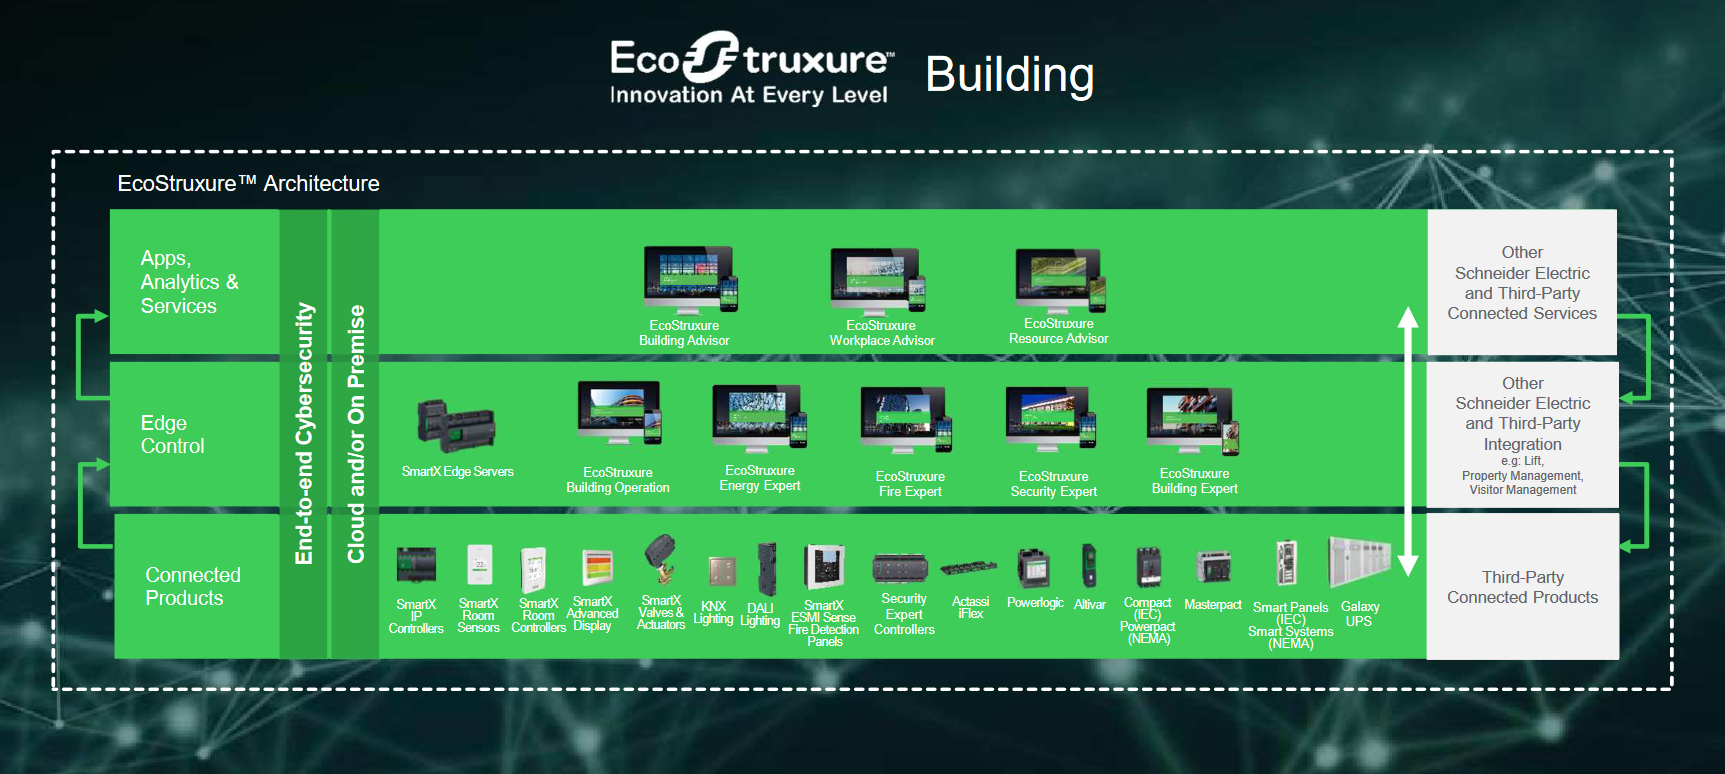 EcoStruxure™ Building
Innovation At Every Level
EcoStruxure™ Architecture
Apps,
Analytics &
Services
End-to-end Cybersecurity
Cloud and/or On Premise
EcoStruxure
Building Advisor
EcoStruxure
Workplace Advisor
EcoStruxure
Resource Advisor
Other
Schneider Electric
and Third-Party
Connected Services
Edge
Control
SmartX Edge Servers
EcoStruxure
Building Operation
EcoStruxure
Energy Expert
EcoStruxure
Fire Expert
EcoStruxure
Security Expert
EcoStruxure
Building Expert
Other
Schneider Electric
and Third-Party
Integration
e.g: Lift,
Property Management,
Visitor Management
Connected
Products
SmartX
IP
Controllers
SmartX
Room
Sensors
SmartX
Room
Controllers
SmartX
Advanced
Display
SmartX
Valves &
Actuators
KNX
Lighting
DALI
Lighting
SmartX
ESMI Sense
Fire Detection
Panels
Security
Expert
Controllers
Actassi
iFlex
Powerlogic
Altivar
Compact
(IEC)
Powerpact
(NEMA)
Masterpact
Smart Panels
(IEC)
Smart Systems
(NEMA)
Galaxy
UPS
Third-Party
Connected Products